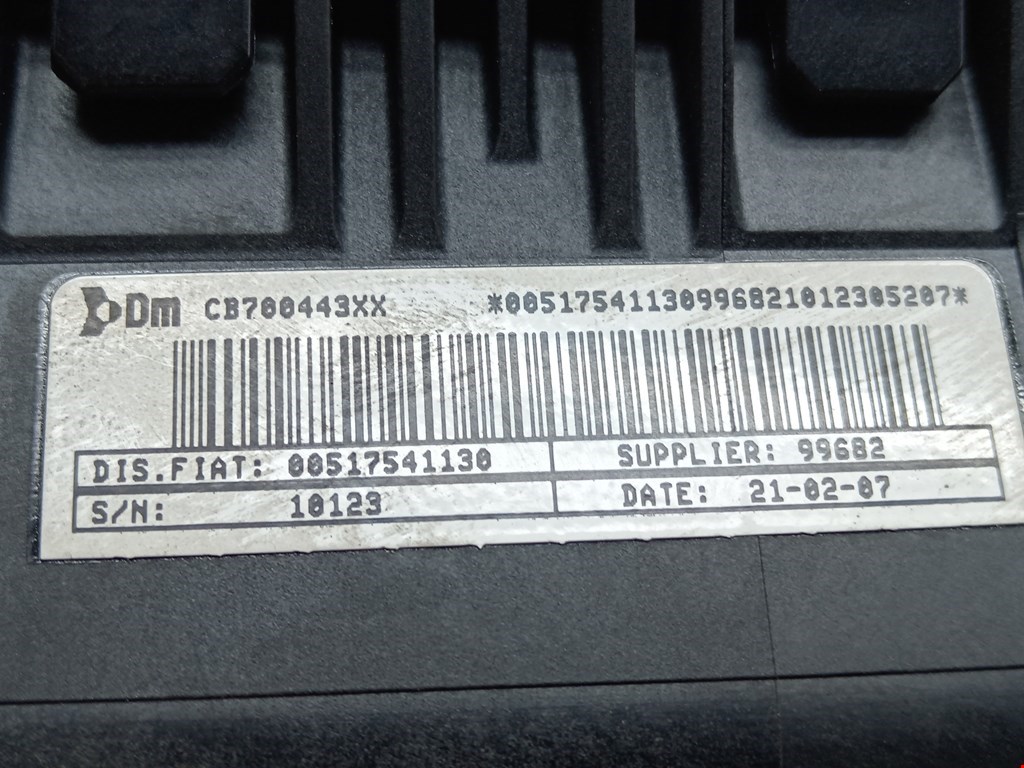 Dm CB700443XX *00517541130996821012305207*
DIS.FIAT: 00517541130 SUPPLIER: 99682
S/N: 10123 DATE: 21-02-07